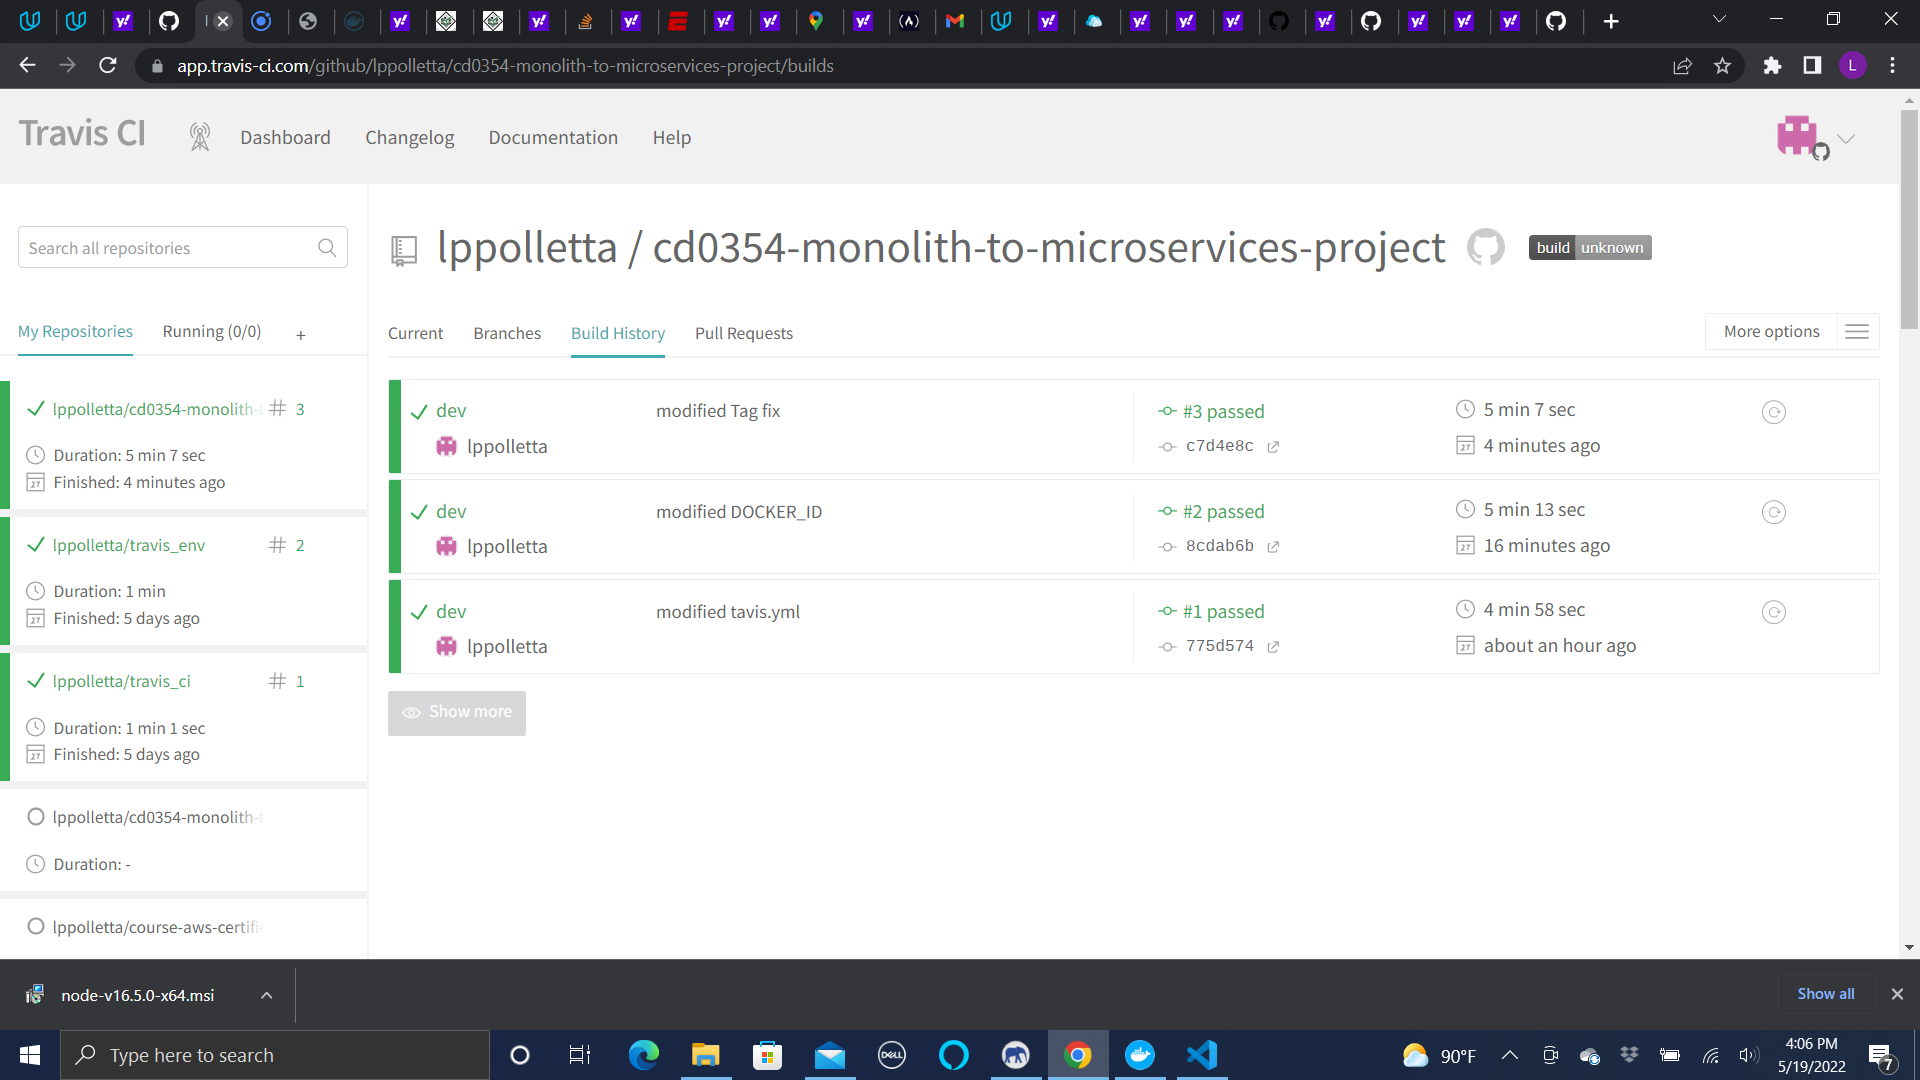 app.travis-ci.com/github/lppolletta/cd0354-monolith-to-microservices-project/builds
L
Travis CI
Dashboard
Changelog
Documentation
Help
Search all repositories
My Repositories
Running (0/0)
+
lppolletta/cd0354-monolith-
# 3
Duration: 5 min 7 sec
Finished: 4 minutes ago
lppolletta/travis_env
# 2
Duration: 1 min
Finished: 5 days ago
lppolletta/travis_ci
# 1
Duration: 1 min 1 sec
Finished: 5 days ago
lppolletta/cd0354-monolith-
Duration: -
lppolletta/course-aws-certifi
lppolletta / cd0354-monolith-to-microservices-project
build unknown
Current
Branches
Build History
Pull Requests
More options
dev
modified Tag fix
#3 passed
5 min 7 sec
lppolletta
c7d4e8c
4 minutes ago
dev
modified DOCKER_ID
#2 passed
5 min 13 sec
lppolletta
8cdab6b
16 minutes ago
dev
modified tavis.yml
#1 passed
4 min 58 sec
lppolletta
775d574
about an hour ago
Show more
node-v16.5.0-x64.msi
Show all
Type here to search
DELL
90°F
4:06 PM
5/19/2022
7